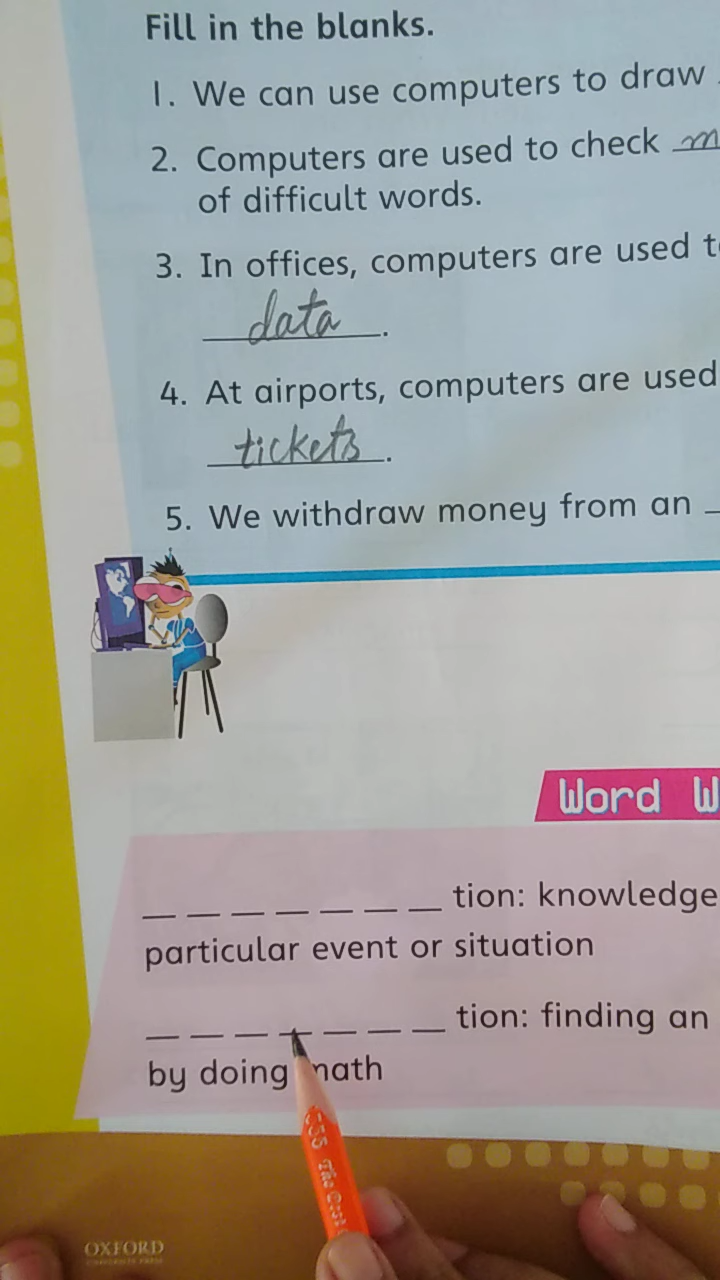 Fill in the blanks.
1. We can use computers to draw
2. Computers are used to check
of difficult words.
3. In offices, computers are used
data.
4. At airports, computers are used
tickets.
5. We withdraw money from an
Word W
_ _ _ _ _ _ _ tion: knowledge
particular event or situation
_ _ _ _ _ _ _ tion: finding an
by doing math
OXFORD
UNIVERSITY PRESS